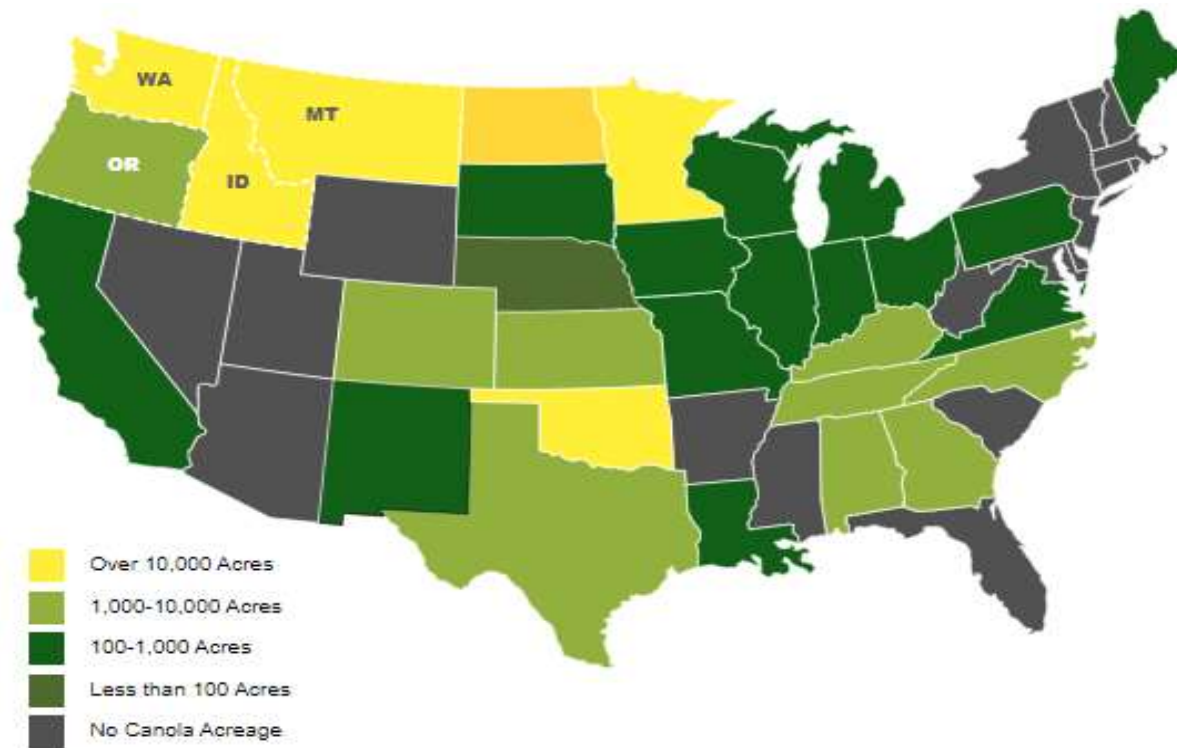 WA
MT
OR
ID
Over 10,000 Acres
1,000-10,000 Acres
100-1,000 Acres
Less than 100 Acres
No Canola Acreage